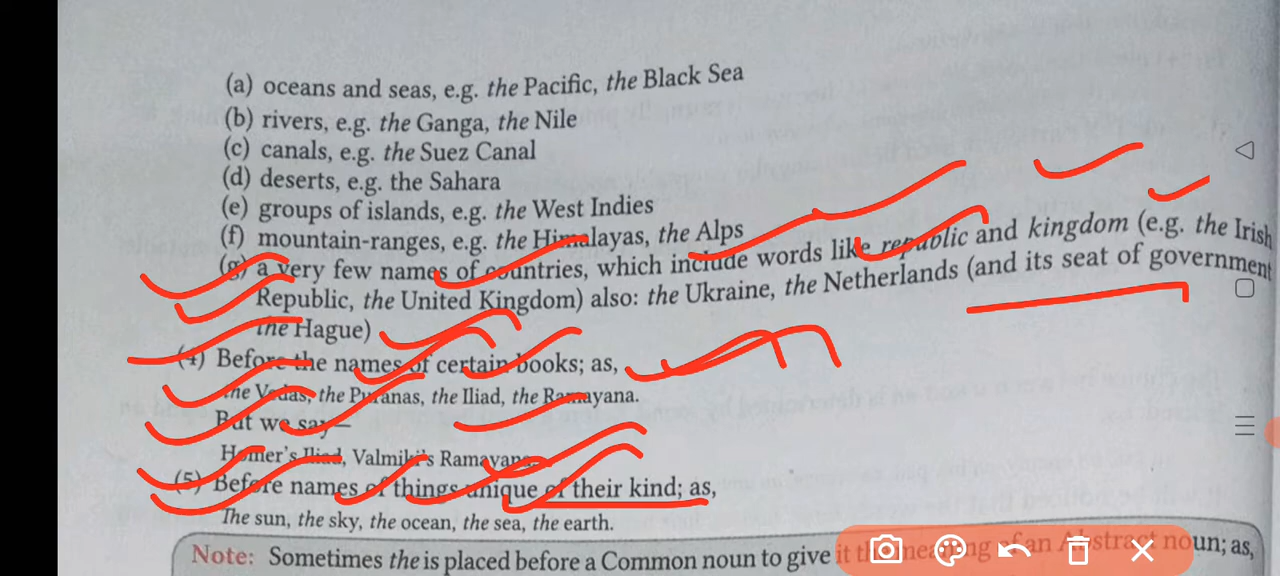 (a) oceans and seas, e.g. the Pacific, the Black Sea
(b) rivers, e.g. the Ganga, the Nile
(c) canals, e.g. the Suez Canal
(d) deserts, e.g. the Sahara
(e) groups of islands, e.g. the West Indies
(f) mountain-ranges, e.g. the Himalayas, the Alps
(g) a very few names of countries, which include words like republic and kingdom (e.g. the Irish
Republic, the United Kingdom) also: the Ukraine, the Netherlands (and its seat of government
the Hague)
(4) Before the names of certain books; as,
the Vedas, the Puranas, the Iliad, the Ramayana.
But we say—
Homer's Iliad, Valmiki's Ramayana.
(5) Before names of things unique of their kind; as,
The sun, the sky, the ocean, the sea, the earth.
Note: Sometimes the is placed before a Common noun to give it the meaning of an Abstract noun; as,